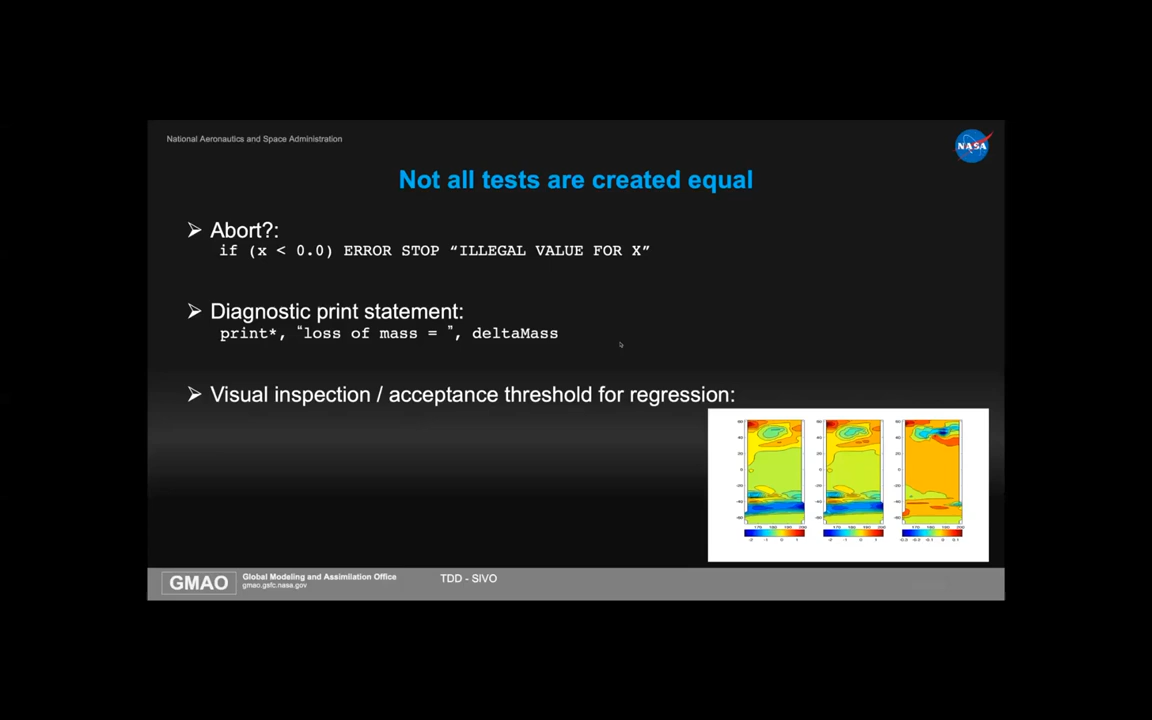 National Aeronautics and Space Administration
NASA
Not all tests are created equal
➢ Abort?:
if (x < 0.0) ERROR STOP “ILLEGAL VALUE FOR X”
➢ Diagnostic print statement:
print*, “loss of mass = ”, deltaMass
➢ Visual inspection / acceptance threshold for regression:
GMAO
Global Modeling and Assimilation Office
gmao.gsfc.nasa.gov
TDD - SIVO